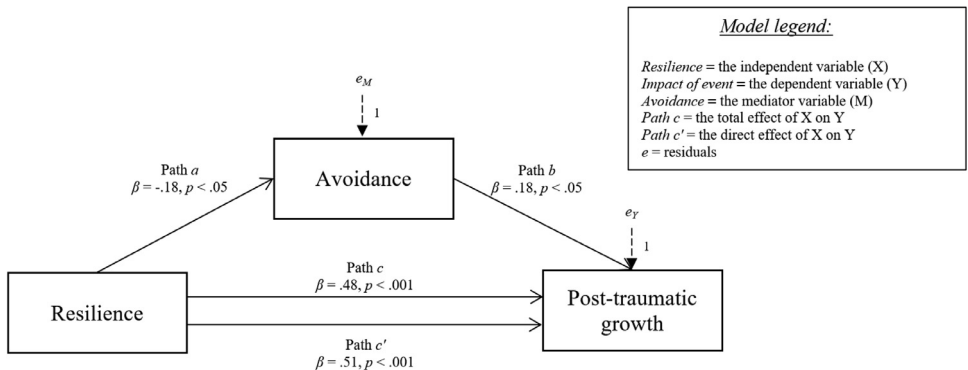 Model legend:
Resilience = the independent variable (X)
Impact of event = the dependent variable (Y)
Avoidance = the mediator variable (M)
Path c = the total effect of X on Y
Path c' = the direct effect of X on Y
e = residuals
eM
1
Avoidance
Path a
β = -.18, p < .05
Path b
β = .18, p < .05
eY
1
Resilience
Path c
β = .48, p < .001
Post-traumatic
growth
Path c'
β = .51, p < .001